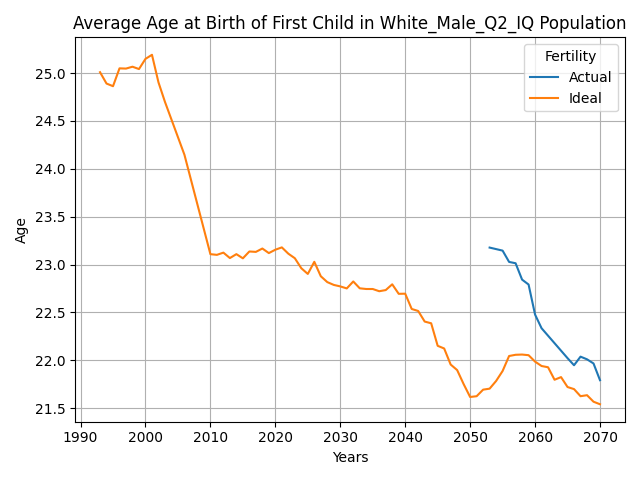 Average Age at Birth of First Child in White_Male_Q2_IQ Population
Fertility
Actual
Ideal
Age
25.0
24.5
24.0
23.5
23.0
22.5
22.0
21.5
1990 2000 2010 2020 2030 2040 2050 2060 2070
Years